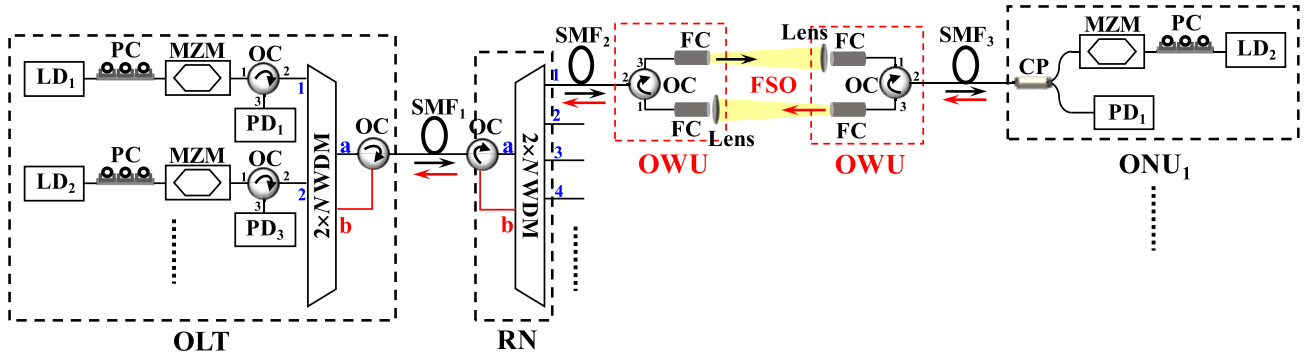 PC MZM OC
LD1 1 2 1
3
PD1
PC MZM OC
LD2 1 2 2
3
PD3
2×N WDM
a OC
b
OLT
SMF1
OC a
b
2×N WDM
1
2
3
4
RN
SMF2
FC
3
2 OC
1
FC
Lens
OWU
FSO
Lens
FC
1
OC 2
3
FC
OWU
SMF3
CP
MZM PC
LD2
PD1
ONU1